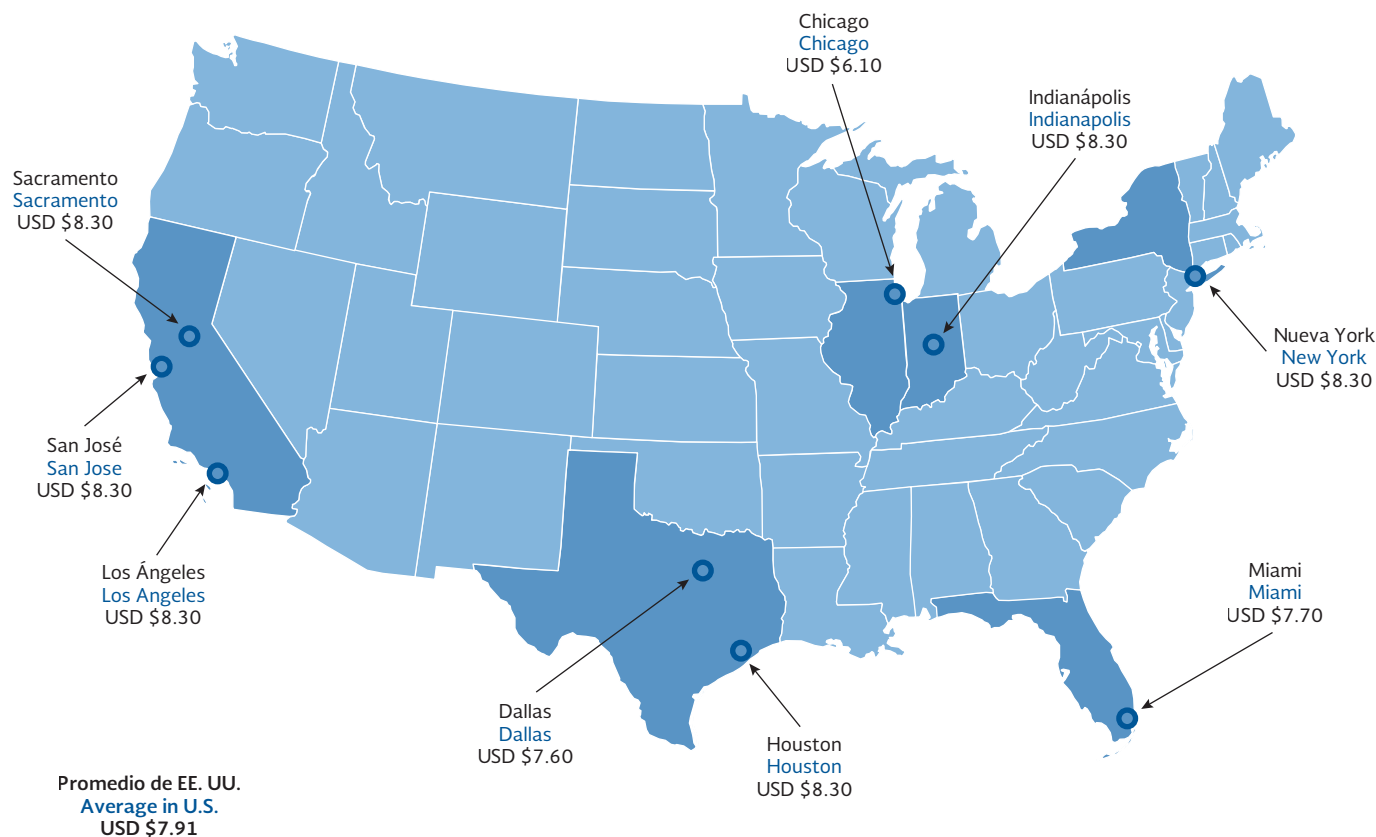 Chicago
Chicago
USD $6.10
Indianápolis
Indianapolis
USD $8.30
Sacramento
Sacramento
USD $8.30
Nueva York
New York
USD $8.30
San José
San Jose
USD $8.30
Los Ángeles
Los Angeles
USD $8.30
Miami
Miami
USD $7.70
Dallas
Dallas
USD $7.60
Houston
Houston
USD $8.30
Promedio de EE. UU.
Average in U.S.
USD $7.91